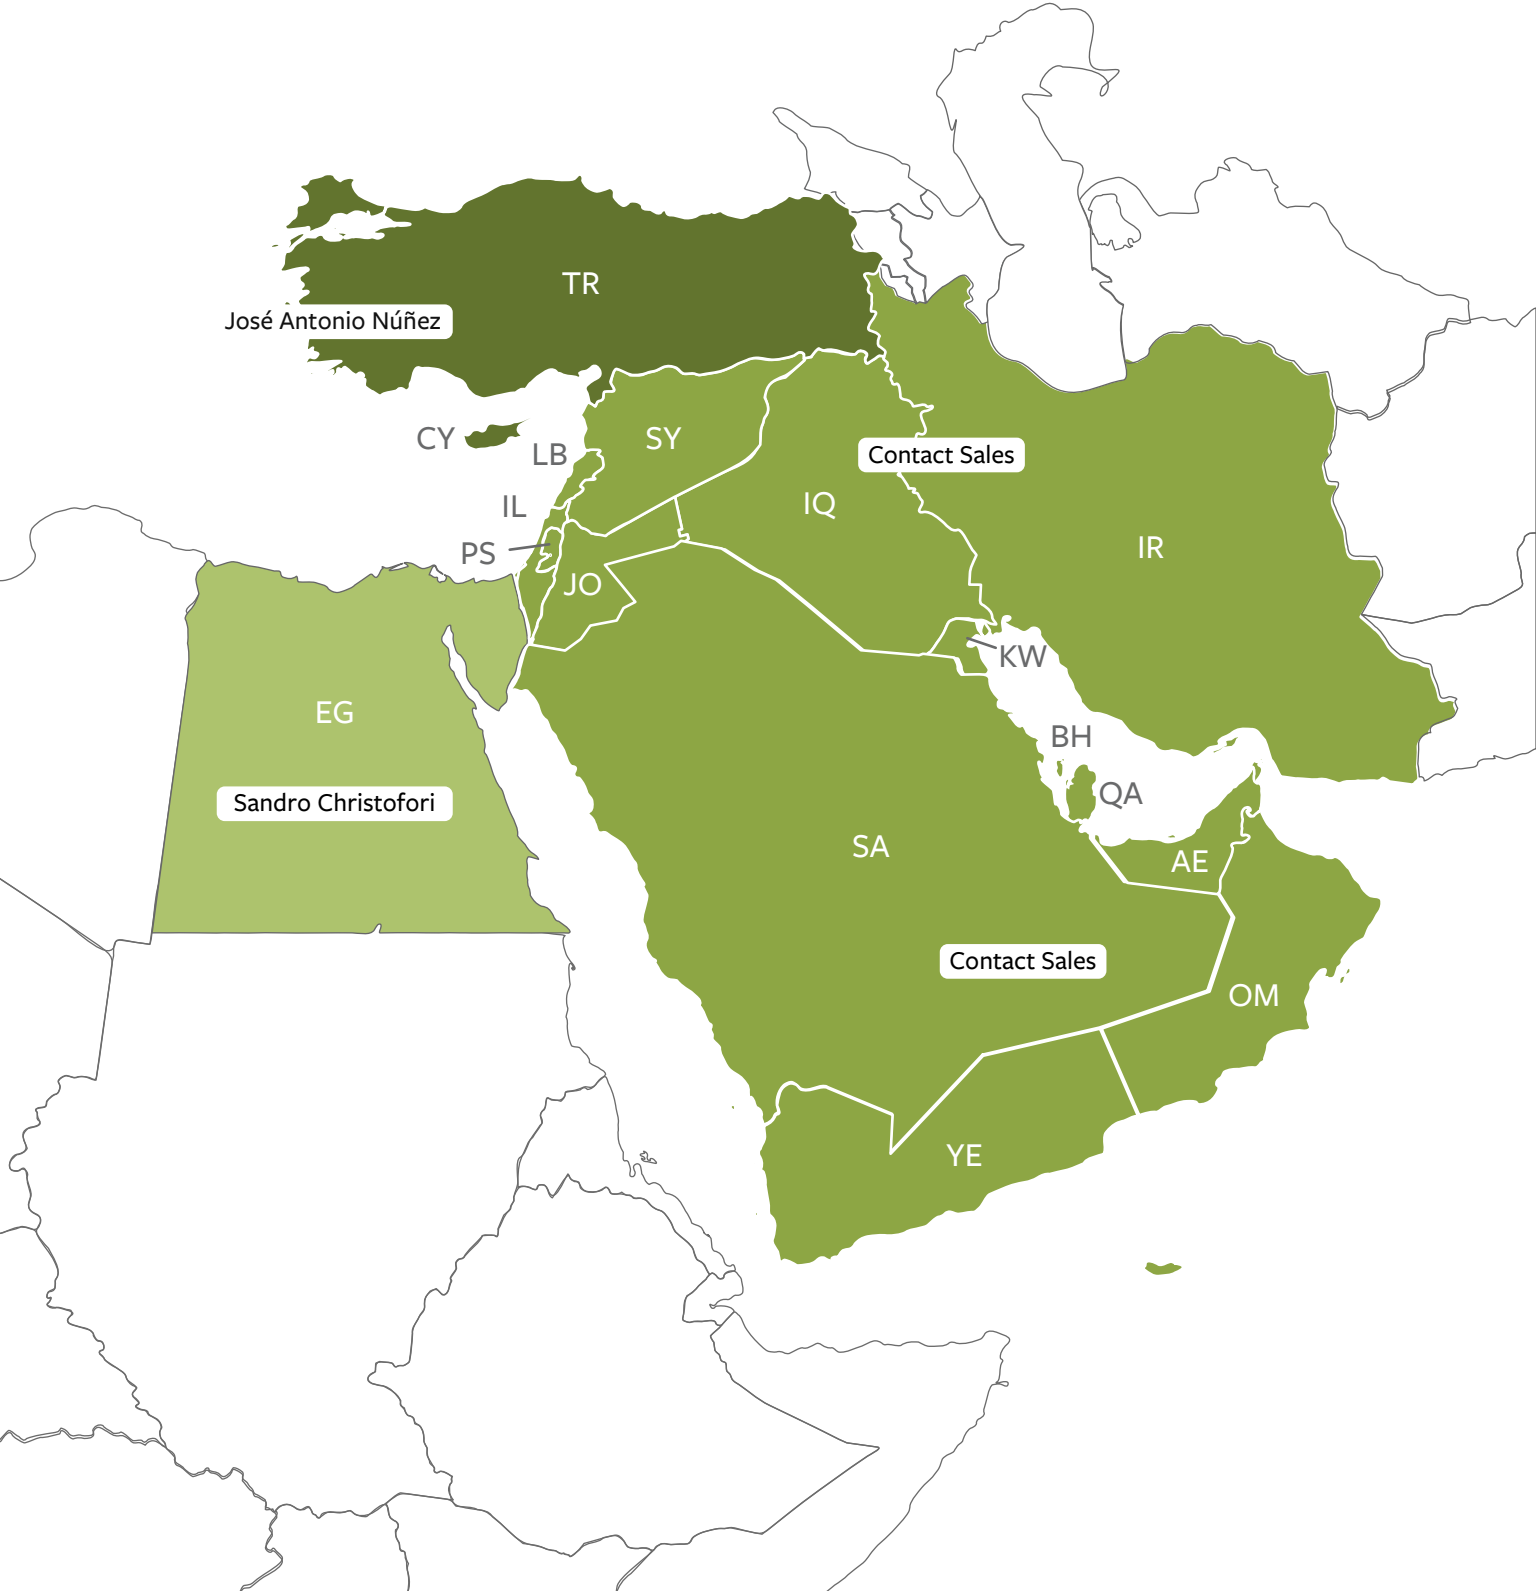 TR
José Antonio Núñez
CY
SY
LB
Contact Sales
IL
IQ
PS
IR
JO
KW
EG
BH
QA
Sandro Christofori
SA
AE
Contact Sales
OM
YE